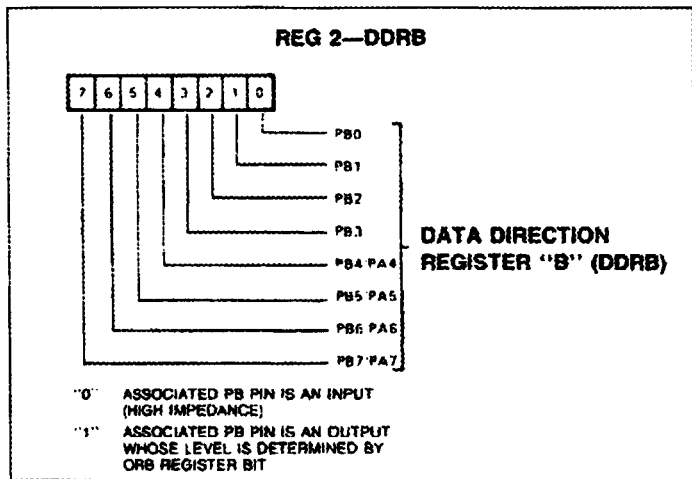 REG 2—DDRB
7 6 5 4 3 2 1 0
PB0
PB1
PB2
PB3
PB4 PA4
PB5 PA5
PB6 PA6
PB7 PA7
DATA DIRECTION
REGISTER "B" (DDRB)
"0" ASSOCIATED PB PIN IS AN INPUT
(HIGH IMPEDANCE)
"1" ASSOCIATED PB PIN IS AN OUTPUT
WHOSE LEVEL IS DETERMINED BY
ORB REGISTER BIT